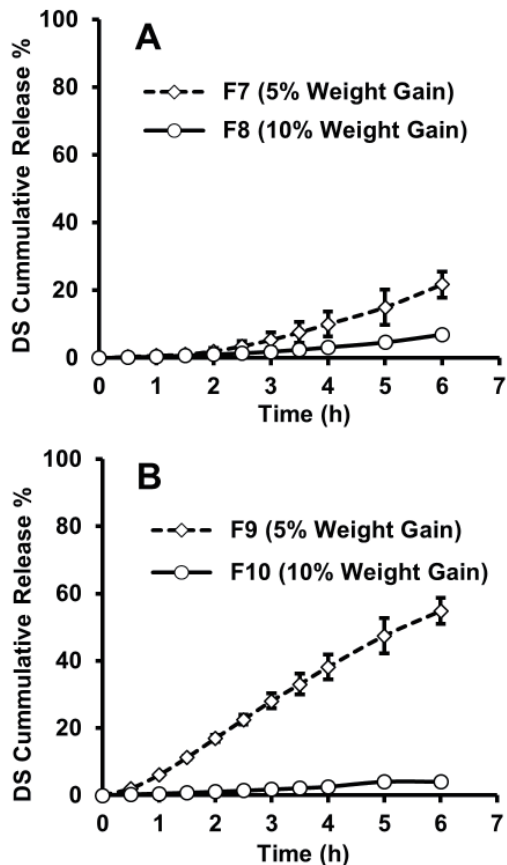 A
DS Cummulative Release %
100
80
60
40
20
0
F7 (5% Weight Gain)
F8 (10% Weight Gain)
0 1 2 3 4 5 6 7
Time (h)
B
DS Cummulative Release %
100
80
60
40
20
0
F9 (5% Weight Gain)
F10 (10% Weight Gain)
0 1 2 3 4 5 6 7
Time (h)